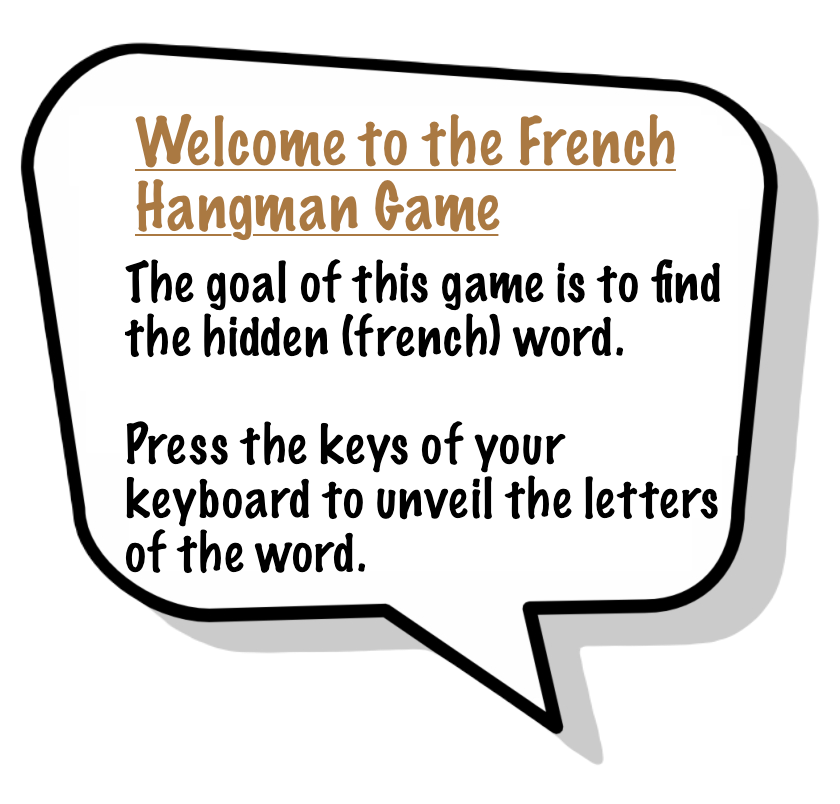 Welcome to the French
Hangman Game
The goal of this game is to find
the hidden (french) word.
Press the keys of your
keyboard to unveil the letters
of the word.